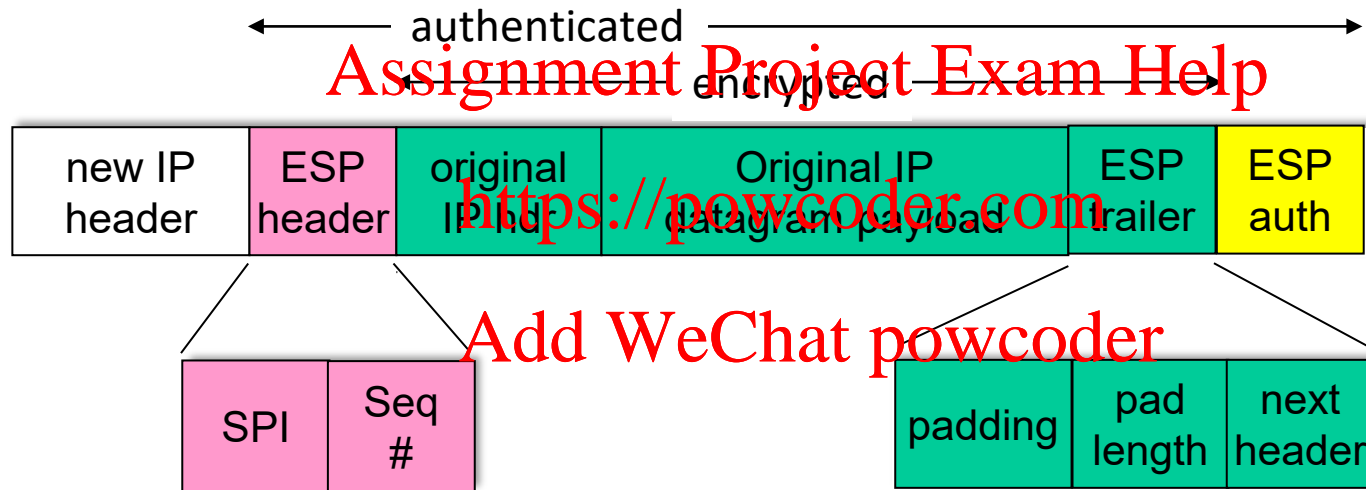 authenticated
Assignment Project Exam Help
encrypted
new IP
header
ESP
header
original
IP hdr
Original IP
datagram payload
ESP
trailer
ESP
auth
https://powcoder.com
Add WeChat powcoder
SPI
Seq
#
padding
pad
length
next
header